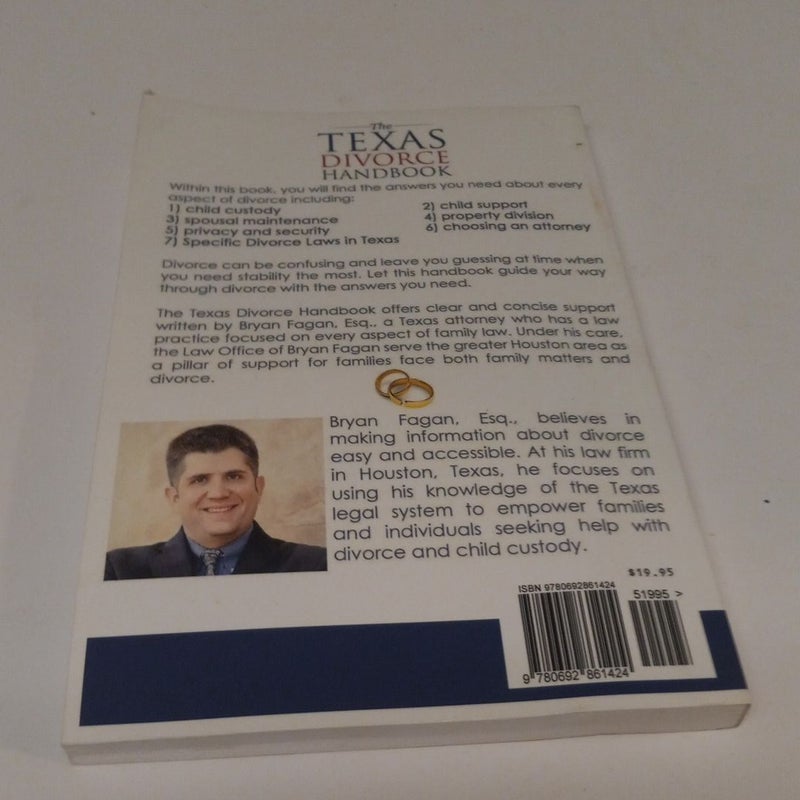 The
TEXAS
DIVORCE
HANDBOOK
Within this book, you will find the answers you need about every
aspect of divorce including:
1) child custody
2) child support
3) spousal maintenance
4) property division
5) privacy and security
6) choosing an attorney
7) Specific Divorce Laws in Texas
Divorce can be confusing and leave you guessing at time when
you need stability the most. Let this handbook guide your way
through divorce with the answers you need.
The Texas Divorce Handbook offers clear and concise support
written by Bryan Fagan, Esq., a Texas attorney who has a law
practice focused on every aspect of family law. Under his care,
the Law Office of Bryan Fagan serve the greater Houston area as
a pillar of support for families face both family matters and
divorce.
Bryan Fagan, Esq., believes in
making information about divorce
easy and accessible. At his law firm
in Houston, Texas, he focuses on
using his knowledge of the Texas
legal system to empower families
and individuals seeking help with
divorce and child custody.
$19.95
ISBN 9780692861424
51995 >
9 780692 861424